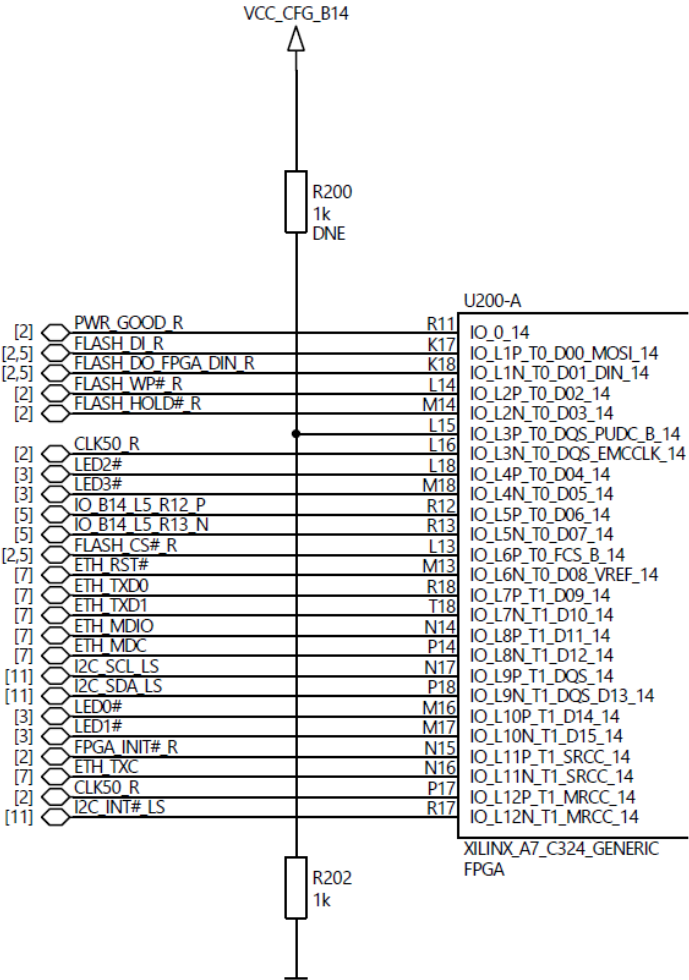 VCC_CFG_B14
R200
1k
DNE
U200-A
[2] PWR_GOOD_R R11 IO_0_14
[2,5] FLASH_DI_R K17 IO_L1P_T0_D00_MOSI_14
[2,5] FLASH_DO_FPGA_DIN_R K18 IO_L1N_T0_D01_DIN_14
[2] FLASH_WP#_R L14 IO_L2P_T0_D02_14
[2] FLASH_HOLD#_R M14 IO_L2N_T0_D03_14
L15 IO_L3P_T0_DQS_PUDC_B_14
[2] CLK50_R L16 IO_L3N_T0_DQS_EMCCLK_14
[3] LED2# L18 IO_L4P_T0_D04_14
[3] LED3# M18 IO_L4N_T0_D05_14
[5] IO_B14_L5_R12_P R12 IO_L5P_T0_D06_14
[5] IO_B14_L5_R13_N R13 IO_L5N_T0_D07_14
[2,5] FLASH_CS#_R L13 IO_L6P_T0_FCS_B_14
[7] ETH_RST# M13 IO_L6N_T0_D08_VREF_14
[7] ETH_TXD0 R18 IO_L7P_T1_D09_14
[7] ETH_TXD1 T18 IO_L7N_T1_D10_14
[7] ETH_MDIO N14 IO_L8P_T1_D11_14
[7] ETH_MDC P14 IO_L8N_T1_D12_14
[11] I2C_SCL_LS N17 IO_L9P_T1_DQS_14
[11] I2C_SDA_LS P18 IO_L9N_T1_DQS_D13_14
[3] LED0# M16 IO_L10P_T1_D14_14
[3] LED1# M17 IO_L10N_T1_D15_14
[2] FPGA_INIT#_R N15 IO_L11P_T1_SRCC_14
[7] ETH_TXC N16 IO_L11N_T1_SRCC_14
[2] CLK50_R P17 IO_L12P_T1_MRCC_14
[11] I2C_INT#_LS R17 IO_L12N_T1_MRCC_14
XILINX_A7_C324_GENERIC
FPGA
R202
1k